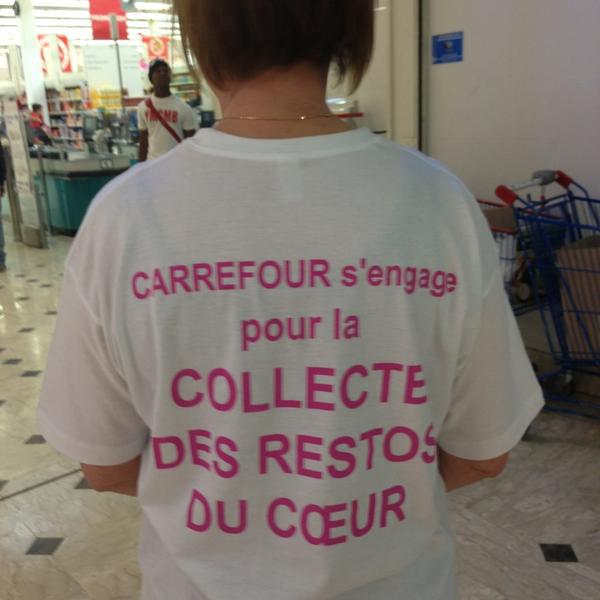 CARREFOUR s'engage
pour la
COLLECTE
DES RESTOS
DU CŒUR